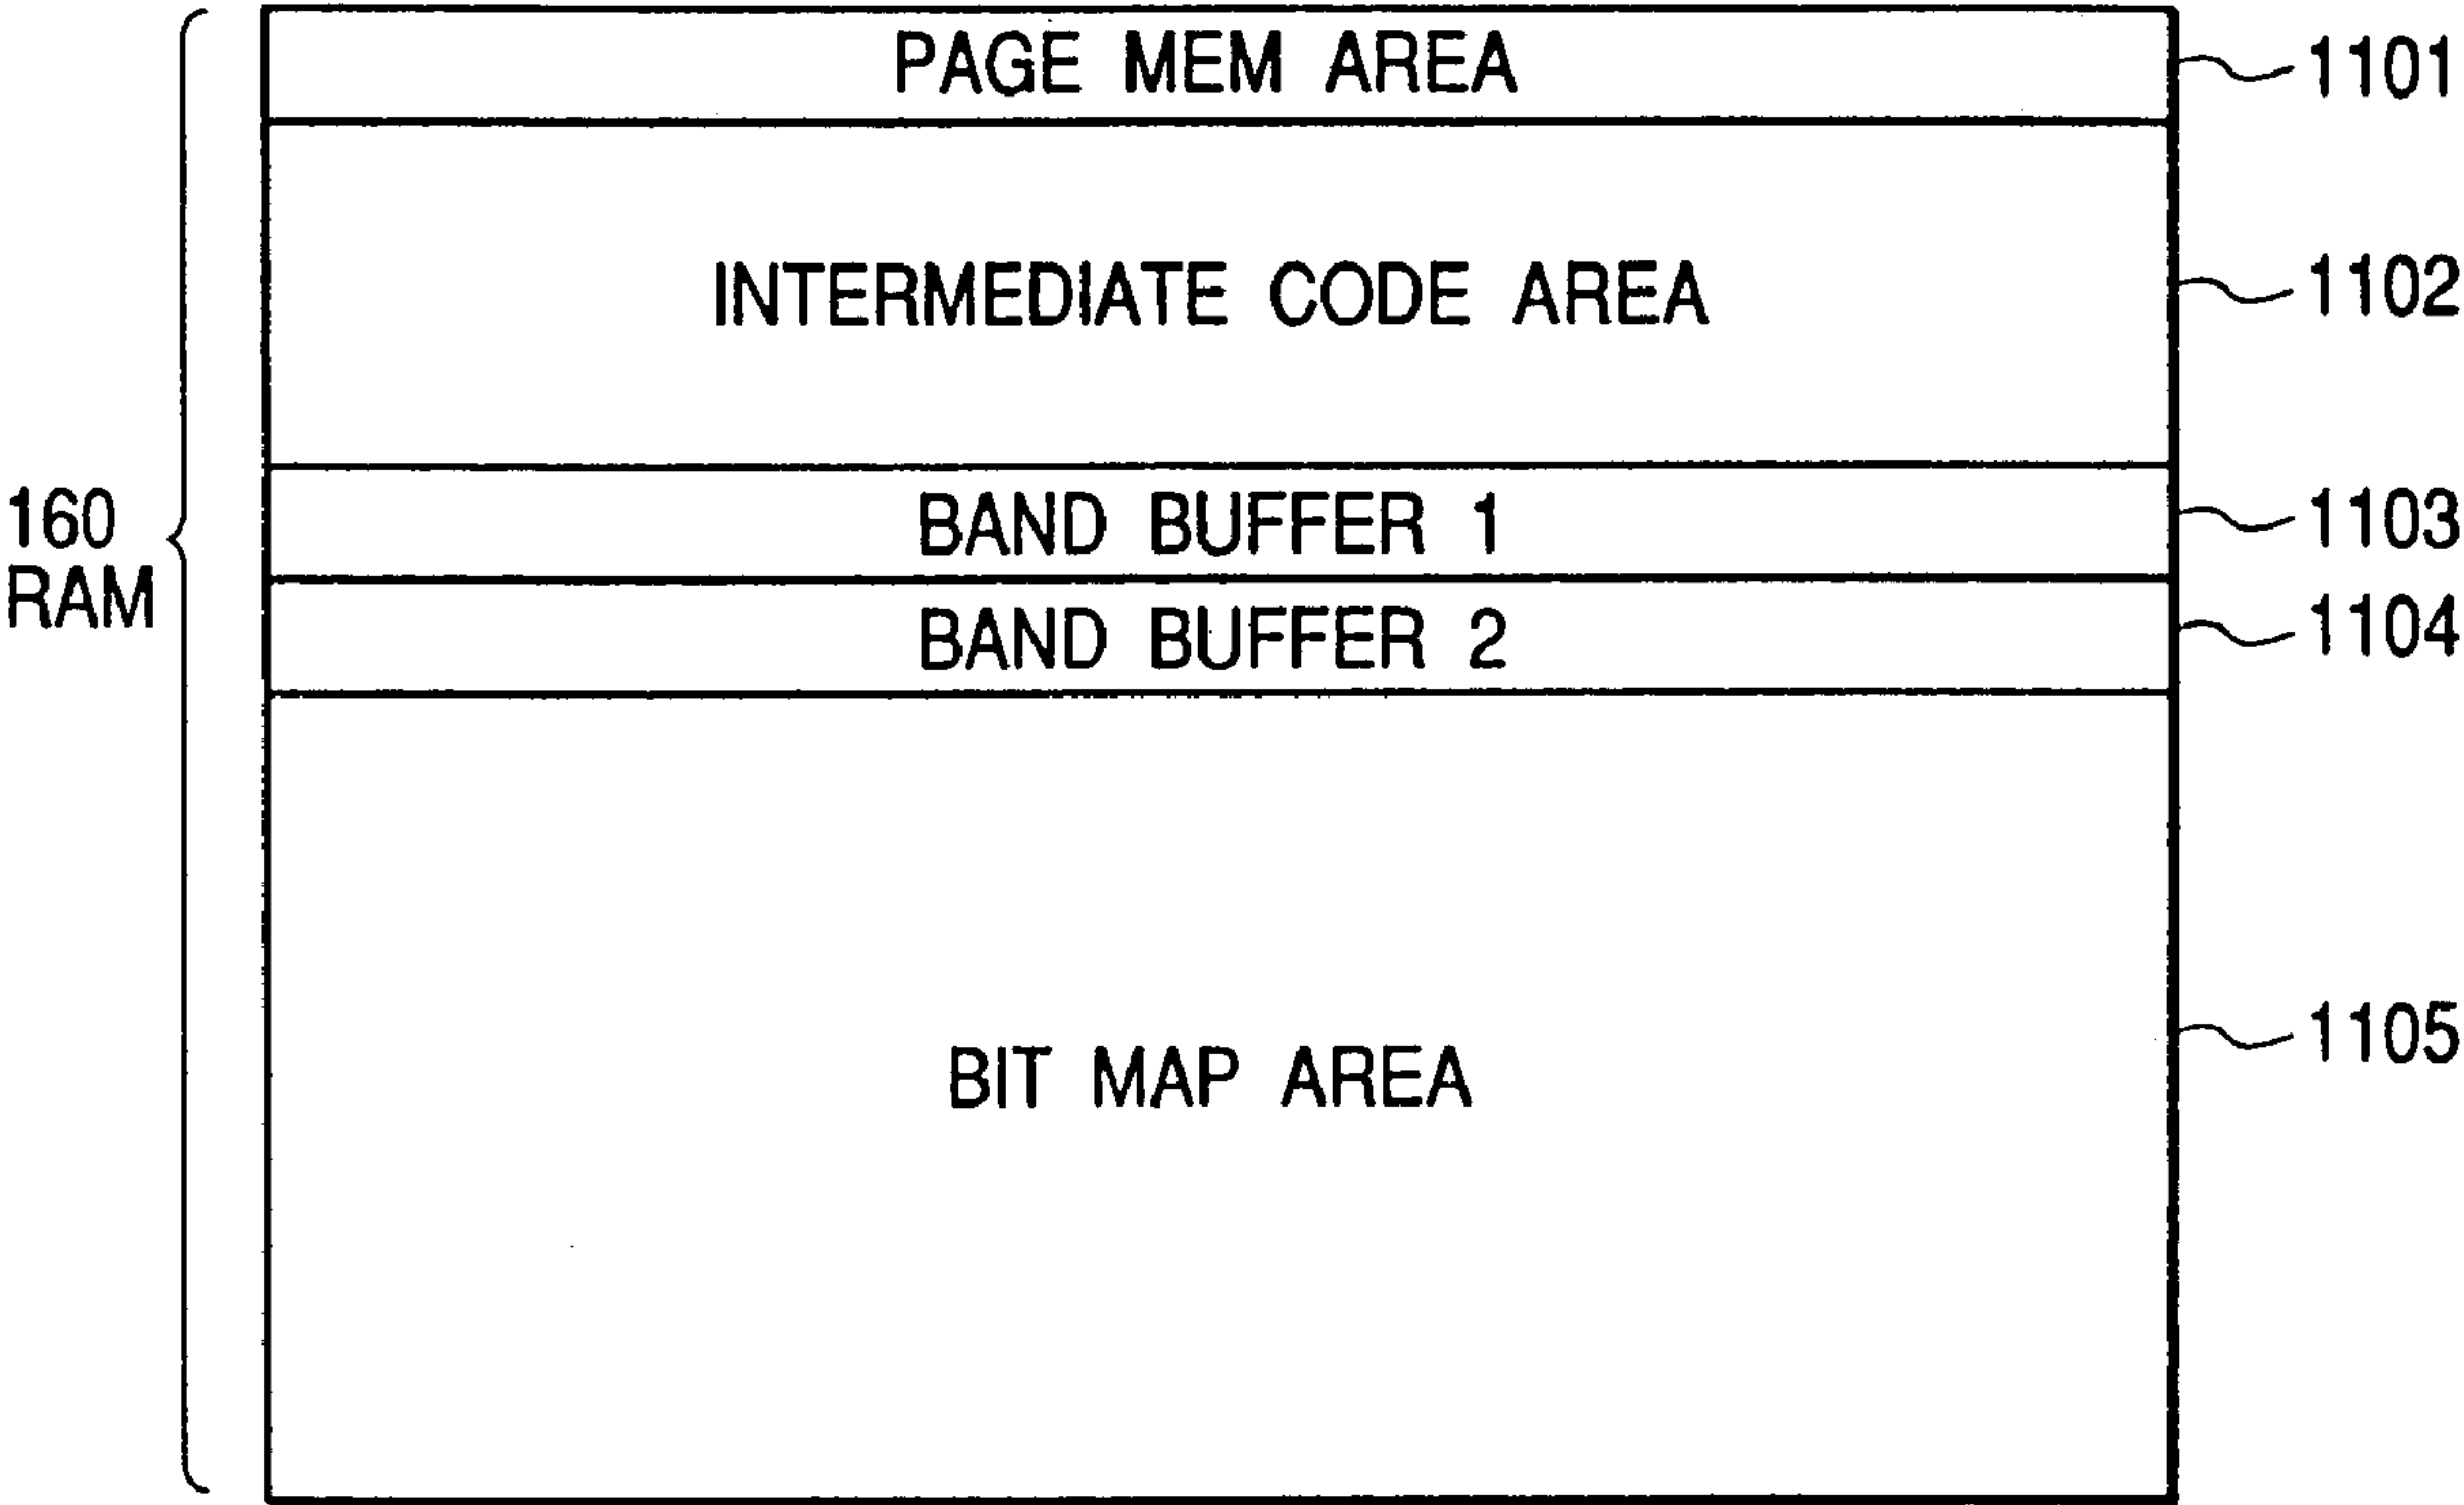 PAGE MEM AREA
1101
INTERMEDIATE CODE AREA
1102
160
RAM
BAND BUFFER 1
1103
BAND BUFFER 2
1104
BIT MAP AREA
1105